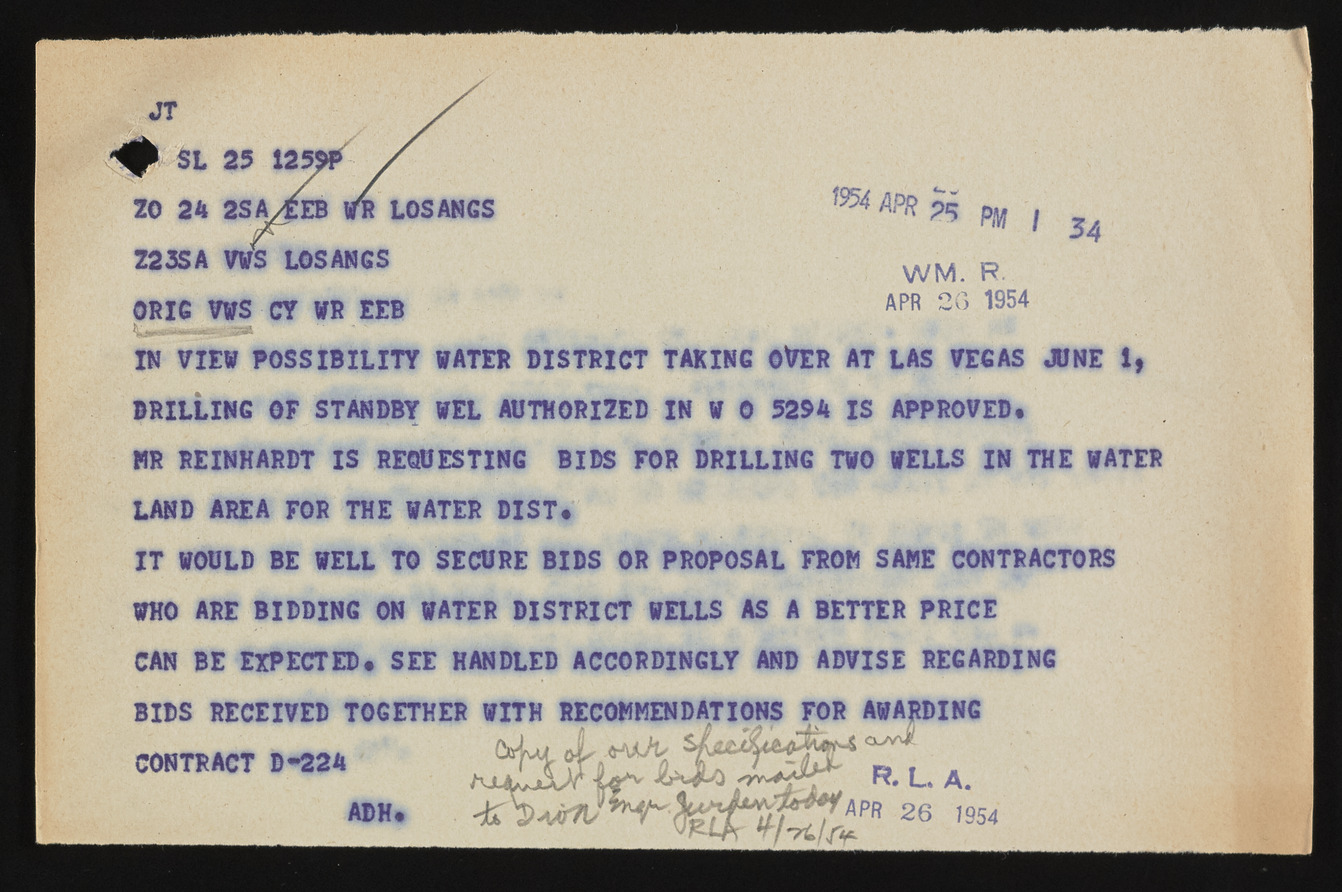 JT
SL 25 1259P
ZO 24 2SA EEB WR LOSANGS
1954 APR 25 PM 1 34
Z23SA VWS LOSANGS
WM. R.
APR 26 1954
ORIG VWS CY WR EEB
IN VIEW POSSIBILITY WATER DISTRICT TAKING OVER AT LAS VEGAS JUNE 1,
DRILLING OF STANDBY WEL AUTHORIZED IN W O 5294 IS APPROVED.
MR REINHARDT IS REQUESTING BIDS FOR DRILLING TWO WELLS IN THE WATER
LAND AREA FOR THE WATER DIST.
IT WOULD BE WELL TO SECURE BIDS OR PROPOSAL FROM SAME CONTRACTORS
WHO ARE BIDDING ON WATER DISTRICT WELLS AS A BETTER PRICE
CAN BE EXPECTED. SEE HANDLED ACCORDINGLY AND ADVISE REGARDING
BIDS RECEIVED TOGETHER WITH RECOMMENDATIONS FOR AWARDING
CONTRACT D-224
ADH.
copy of our specifications and
request for bids mailed
to Divn Engr today
RLA 4/26/54
R. L. A.
APR 26 1954